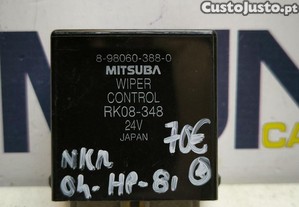 CustoJusto.pt
8-98060-388-0
MITSUBA
WIPER
CONTROL
RK08-348
24V
JAPAN
70€
NKR
04-HP-81